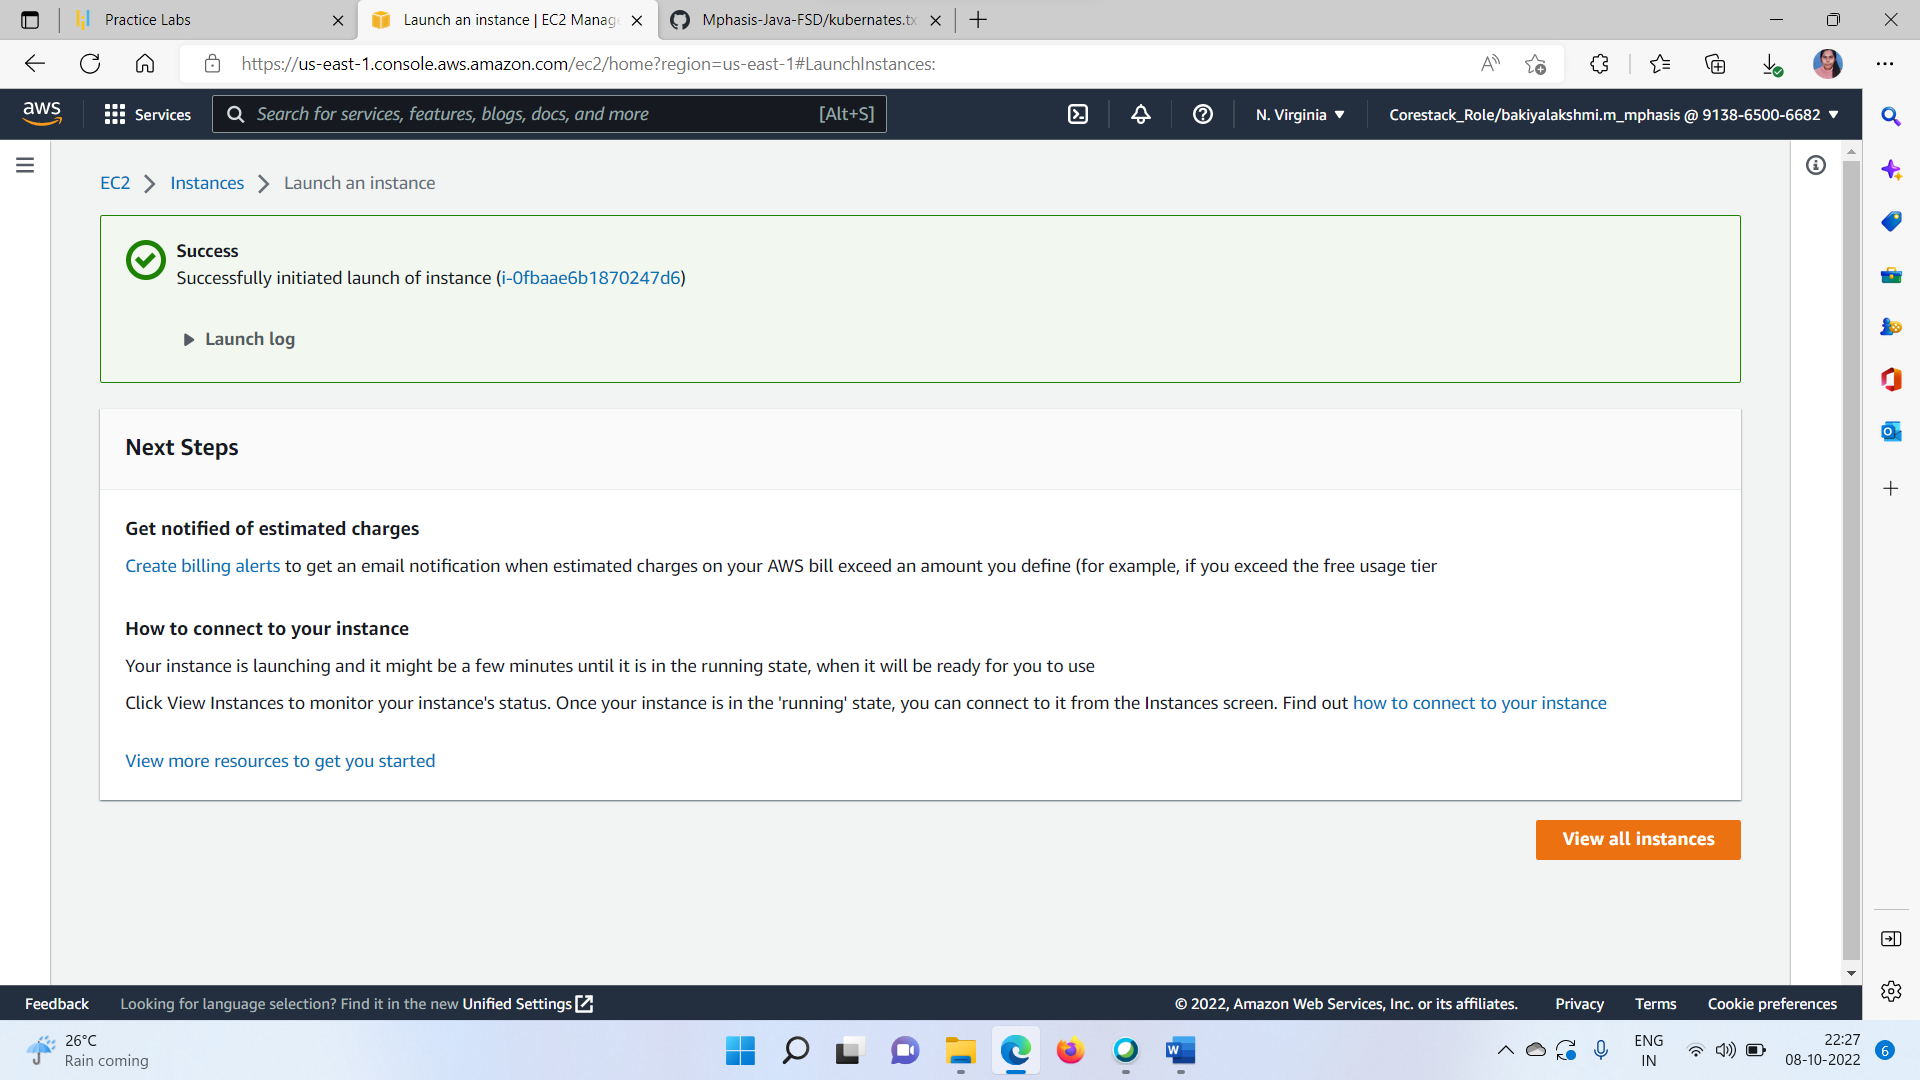 Practice Labs
Launch an instance | EC2 Manag
Mphasis-Java-FSD/kubernates.tx
https://us-east-1.console.aws.amazon.com/ec2/home?region=us-east-1#LaunchInstances:
aws
Services
Search for services, features, blogs, docs, and more
[Alt+S]
N. Virginia
Corestack_Role/bakiyalakshmi.m_mphasis @ 9138-6500-6682
EC2
Instances
Launch an instance
Success
Successfully initiated launch of instance (i-0fbaae6b1870247d6)
Launch log
Next Steps
Get notified of estimated charges
Create billing alerts to get an email notification when estimated charges on your AWS bill exceed an amount you define (for example, if you exceed the free usage tier
How to connect to your instance
Your instance is launching and it might be a few minutes until it is in the running state, when it will be ready for you to use
Click View Instances to monitor your instance's status. Once your instance is in the 'running' state, you can connect to it from the Instances screen. Find out how to connect to your instance
View more resources to get you started
View all instances
Feedback
Looking for language selection? Find it in the new Unified Settings
© 2022, Amazon Web Services, Inc. or its affiliates.
Privacy
Terms
Cookie preferences
26°C
Rain coming
ENG
IN
22:27
08-10-2022
6